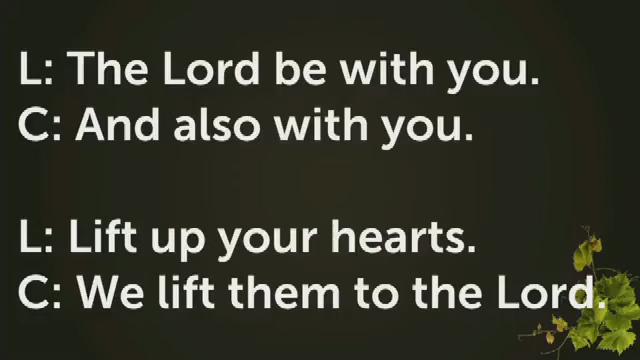 L: The Lord be with you.
C: And also with you.
L: Lift up your hearts.
C: We lift them to the Lord.